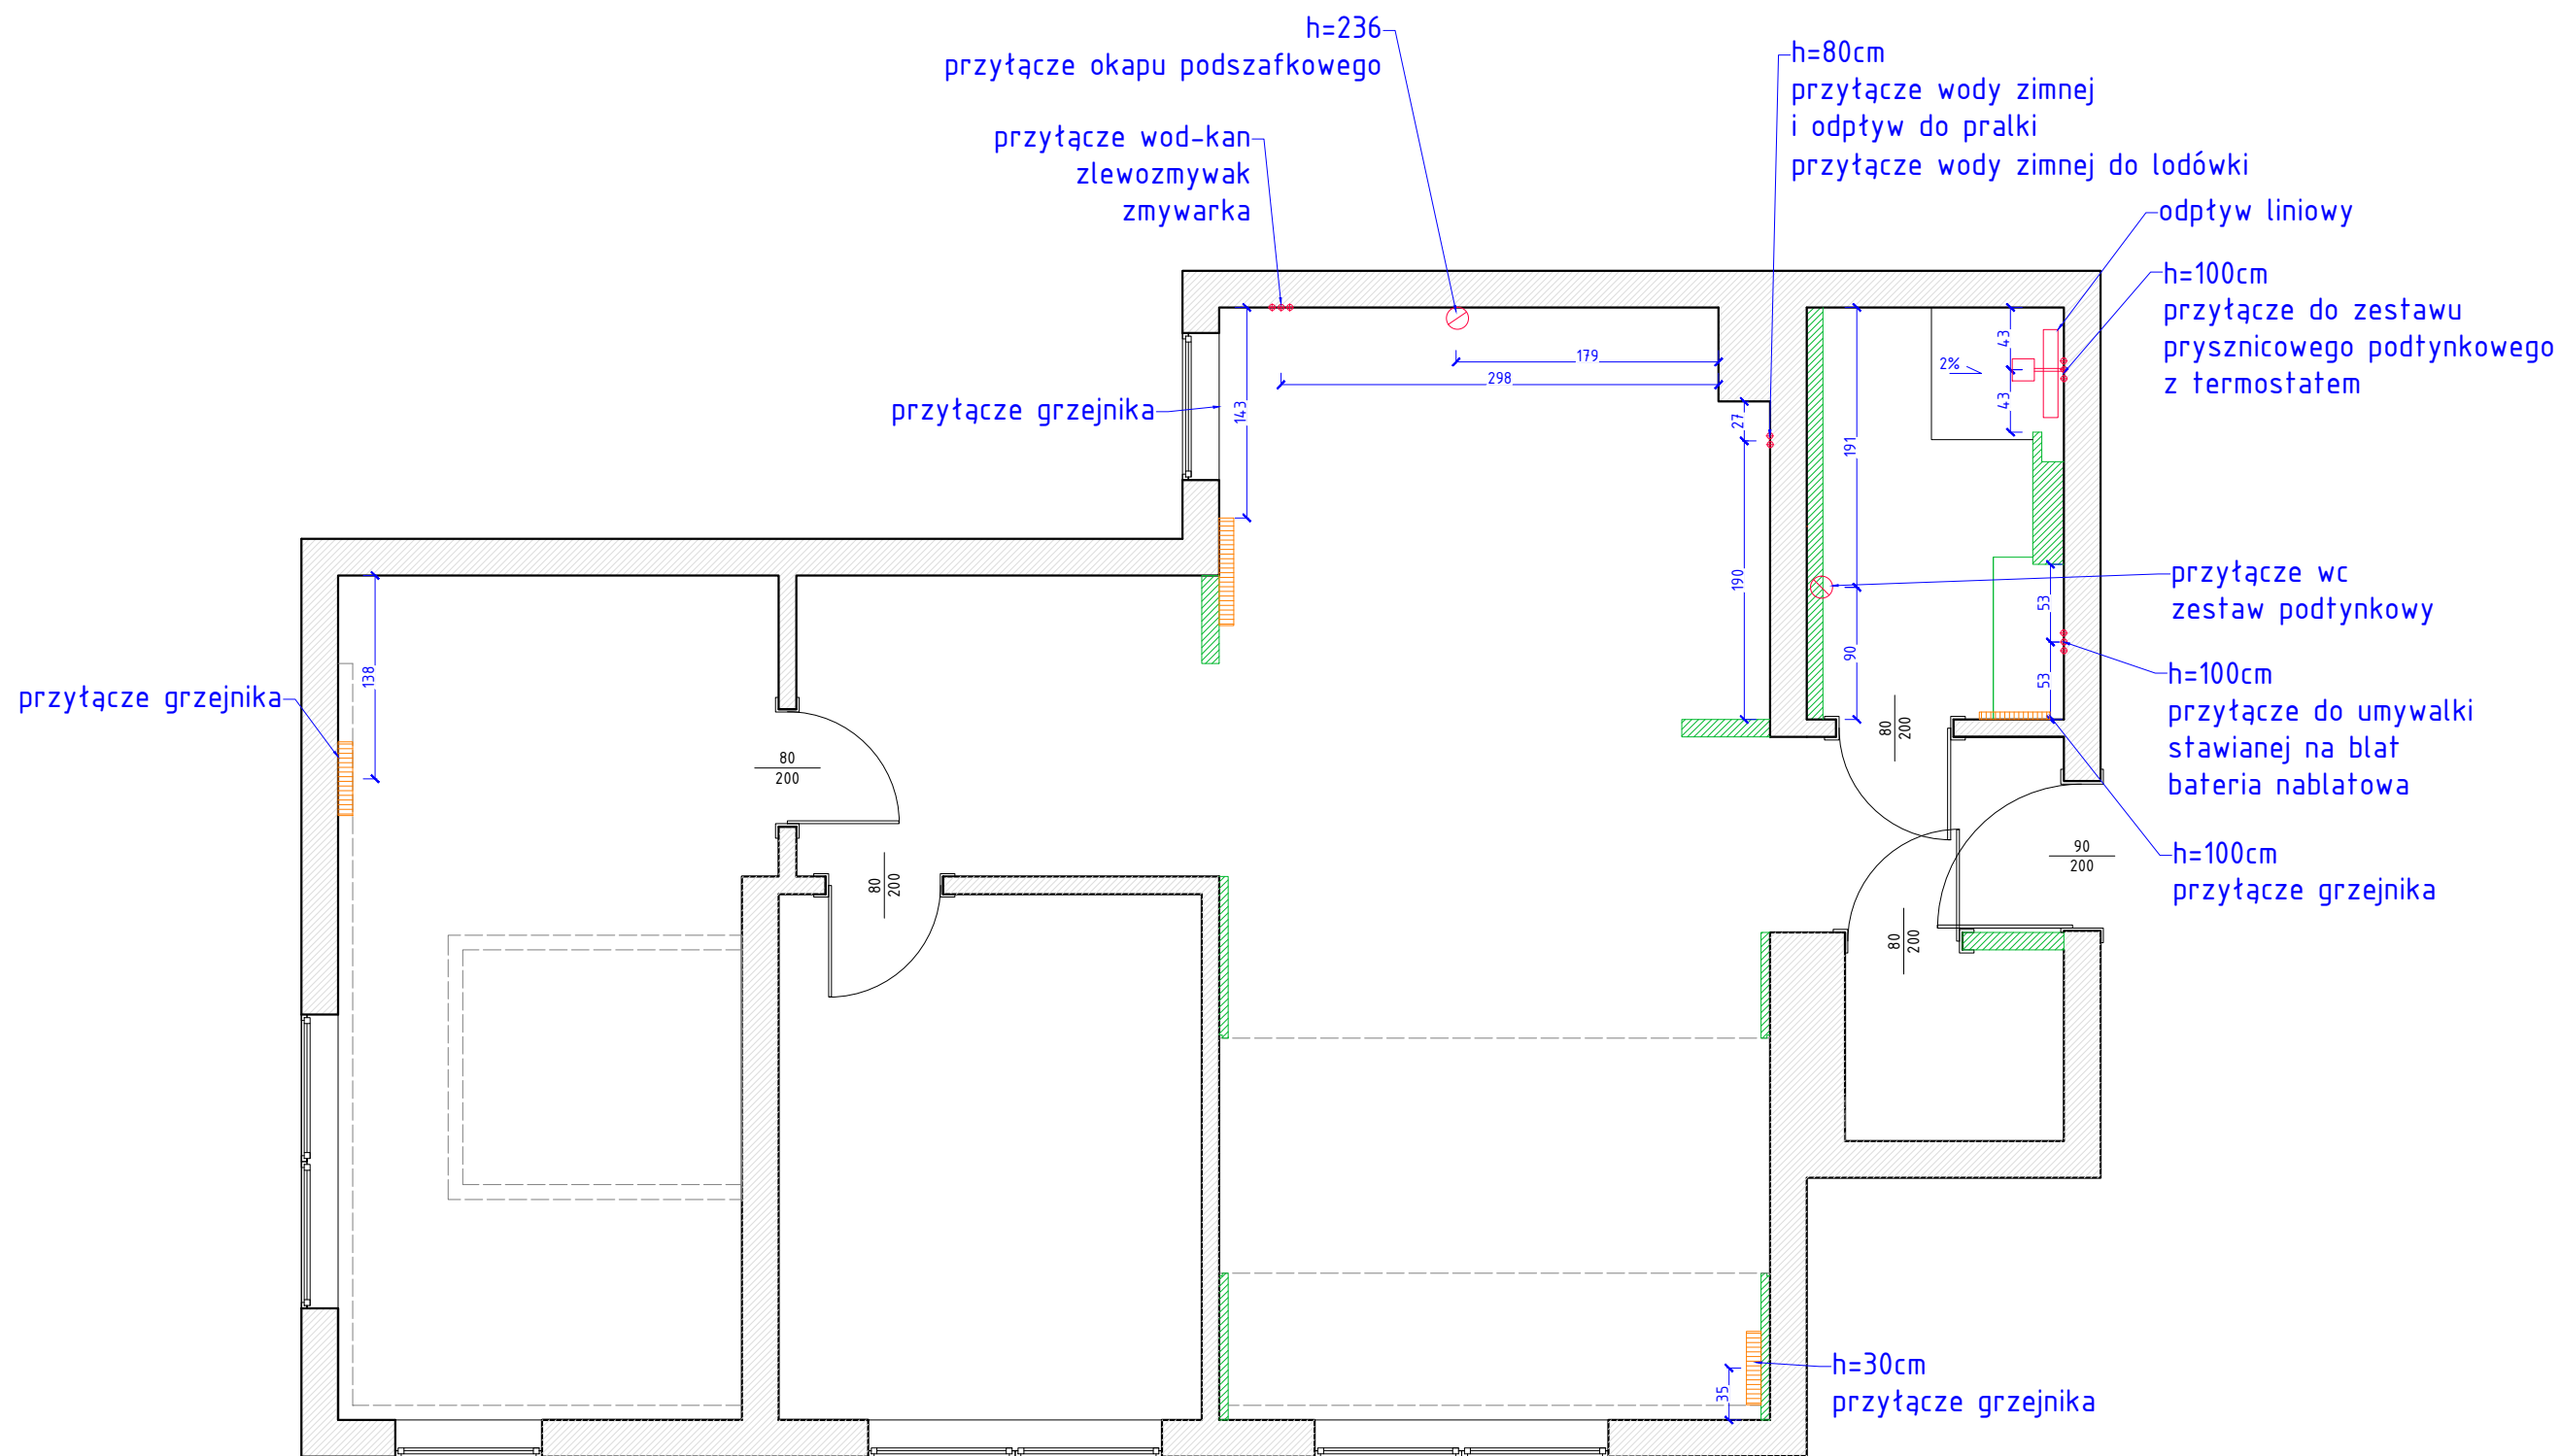 h=236
przyłącze okapu podszafkowego
przyłącze wod-kan
zlewozmywak
zmywarka
h=80cm
przyłącze wody zimnej
i odpływ do pralki
przyłącze wody zimnej do lodówki
odpływ liniowy
h=100cm
przyłącze do zestawu
prysznicowego podtynkowego
z termostatem
przyłącze grzejnika
179
298
143
27
190
191
90
43
43
2%
53
53
przyłącze wc
zestaw podtynkowy
h=100cm
przyłącze do umywalki
stawianej na blat
bateria nablatowa
h=100cm
przyłącze grzejnika
przyłącze grzejnika
138
80
200
80
200
80
200
80
200
90
200
h=30cm
przyłącze grzejnika
35